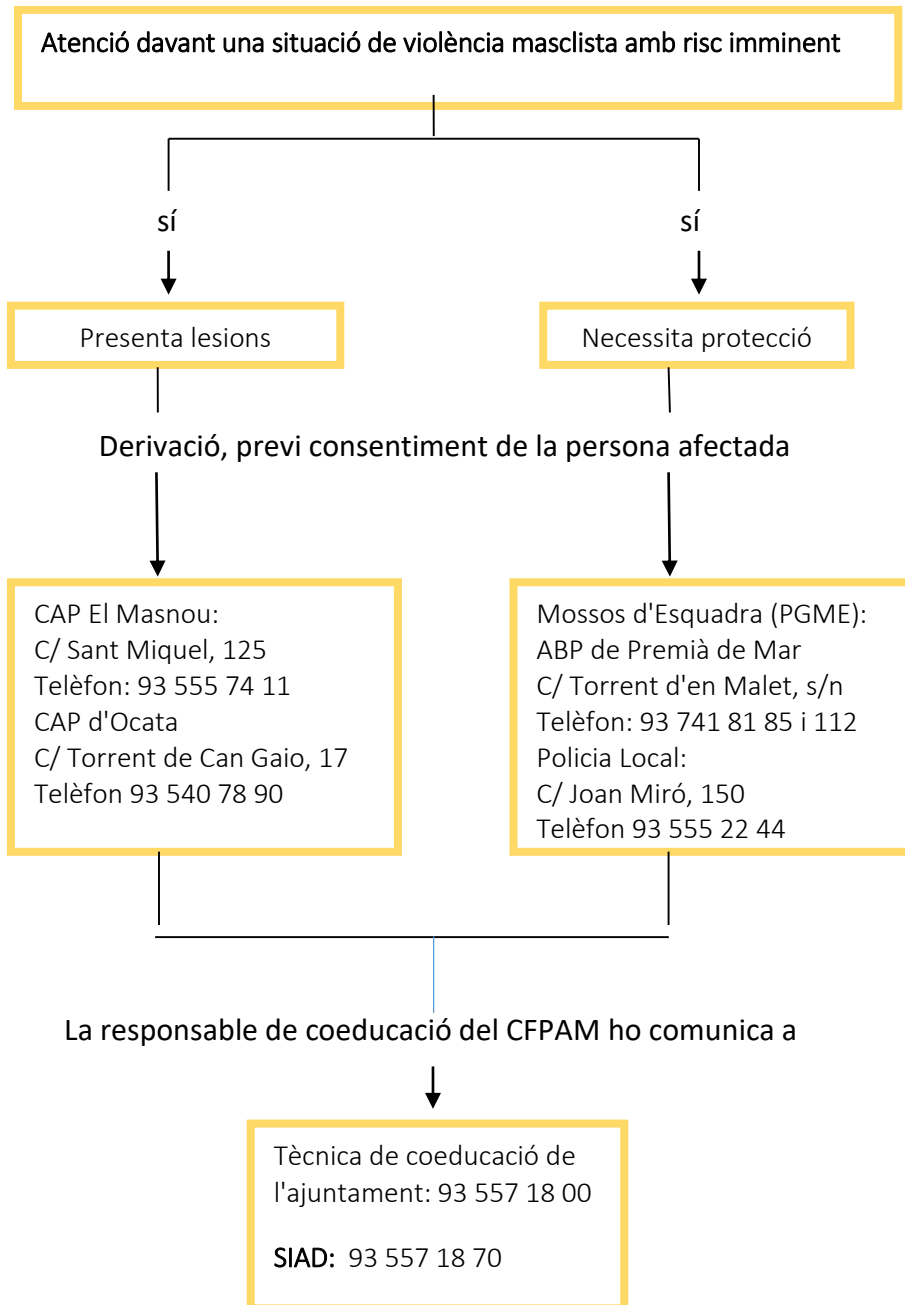 Atenció davant una situació de violència masclista amb risc imminent
sí
sí
Presenta lesions
Necessita protecció
Derivació, previ consentiment de la persona afectada
CAP El Masnou:
C/ Sant Miquel, 125
Telèfon: 93 555 74 11
CAP d'Ocata
C/ Torrent de Can Gaio, 17
Telèfon 93 540 78 90
Mossos d'Esquadra (PGME):
ABP de Premià de Mar
C/ Torrent d'en Malet, s/n
Telèfon: 93 741 81 85 i 112
Policia Local:
C/ Joan Miró, 150
Telèfon 93 555 22 44
La responsable de coeducació del CFPAM ho comunica a
Tècnica de coeducació de
l'ajuntament: 93 557 18 00
SIAD: 93 557 18 70